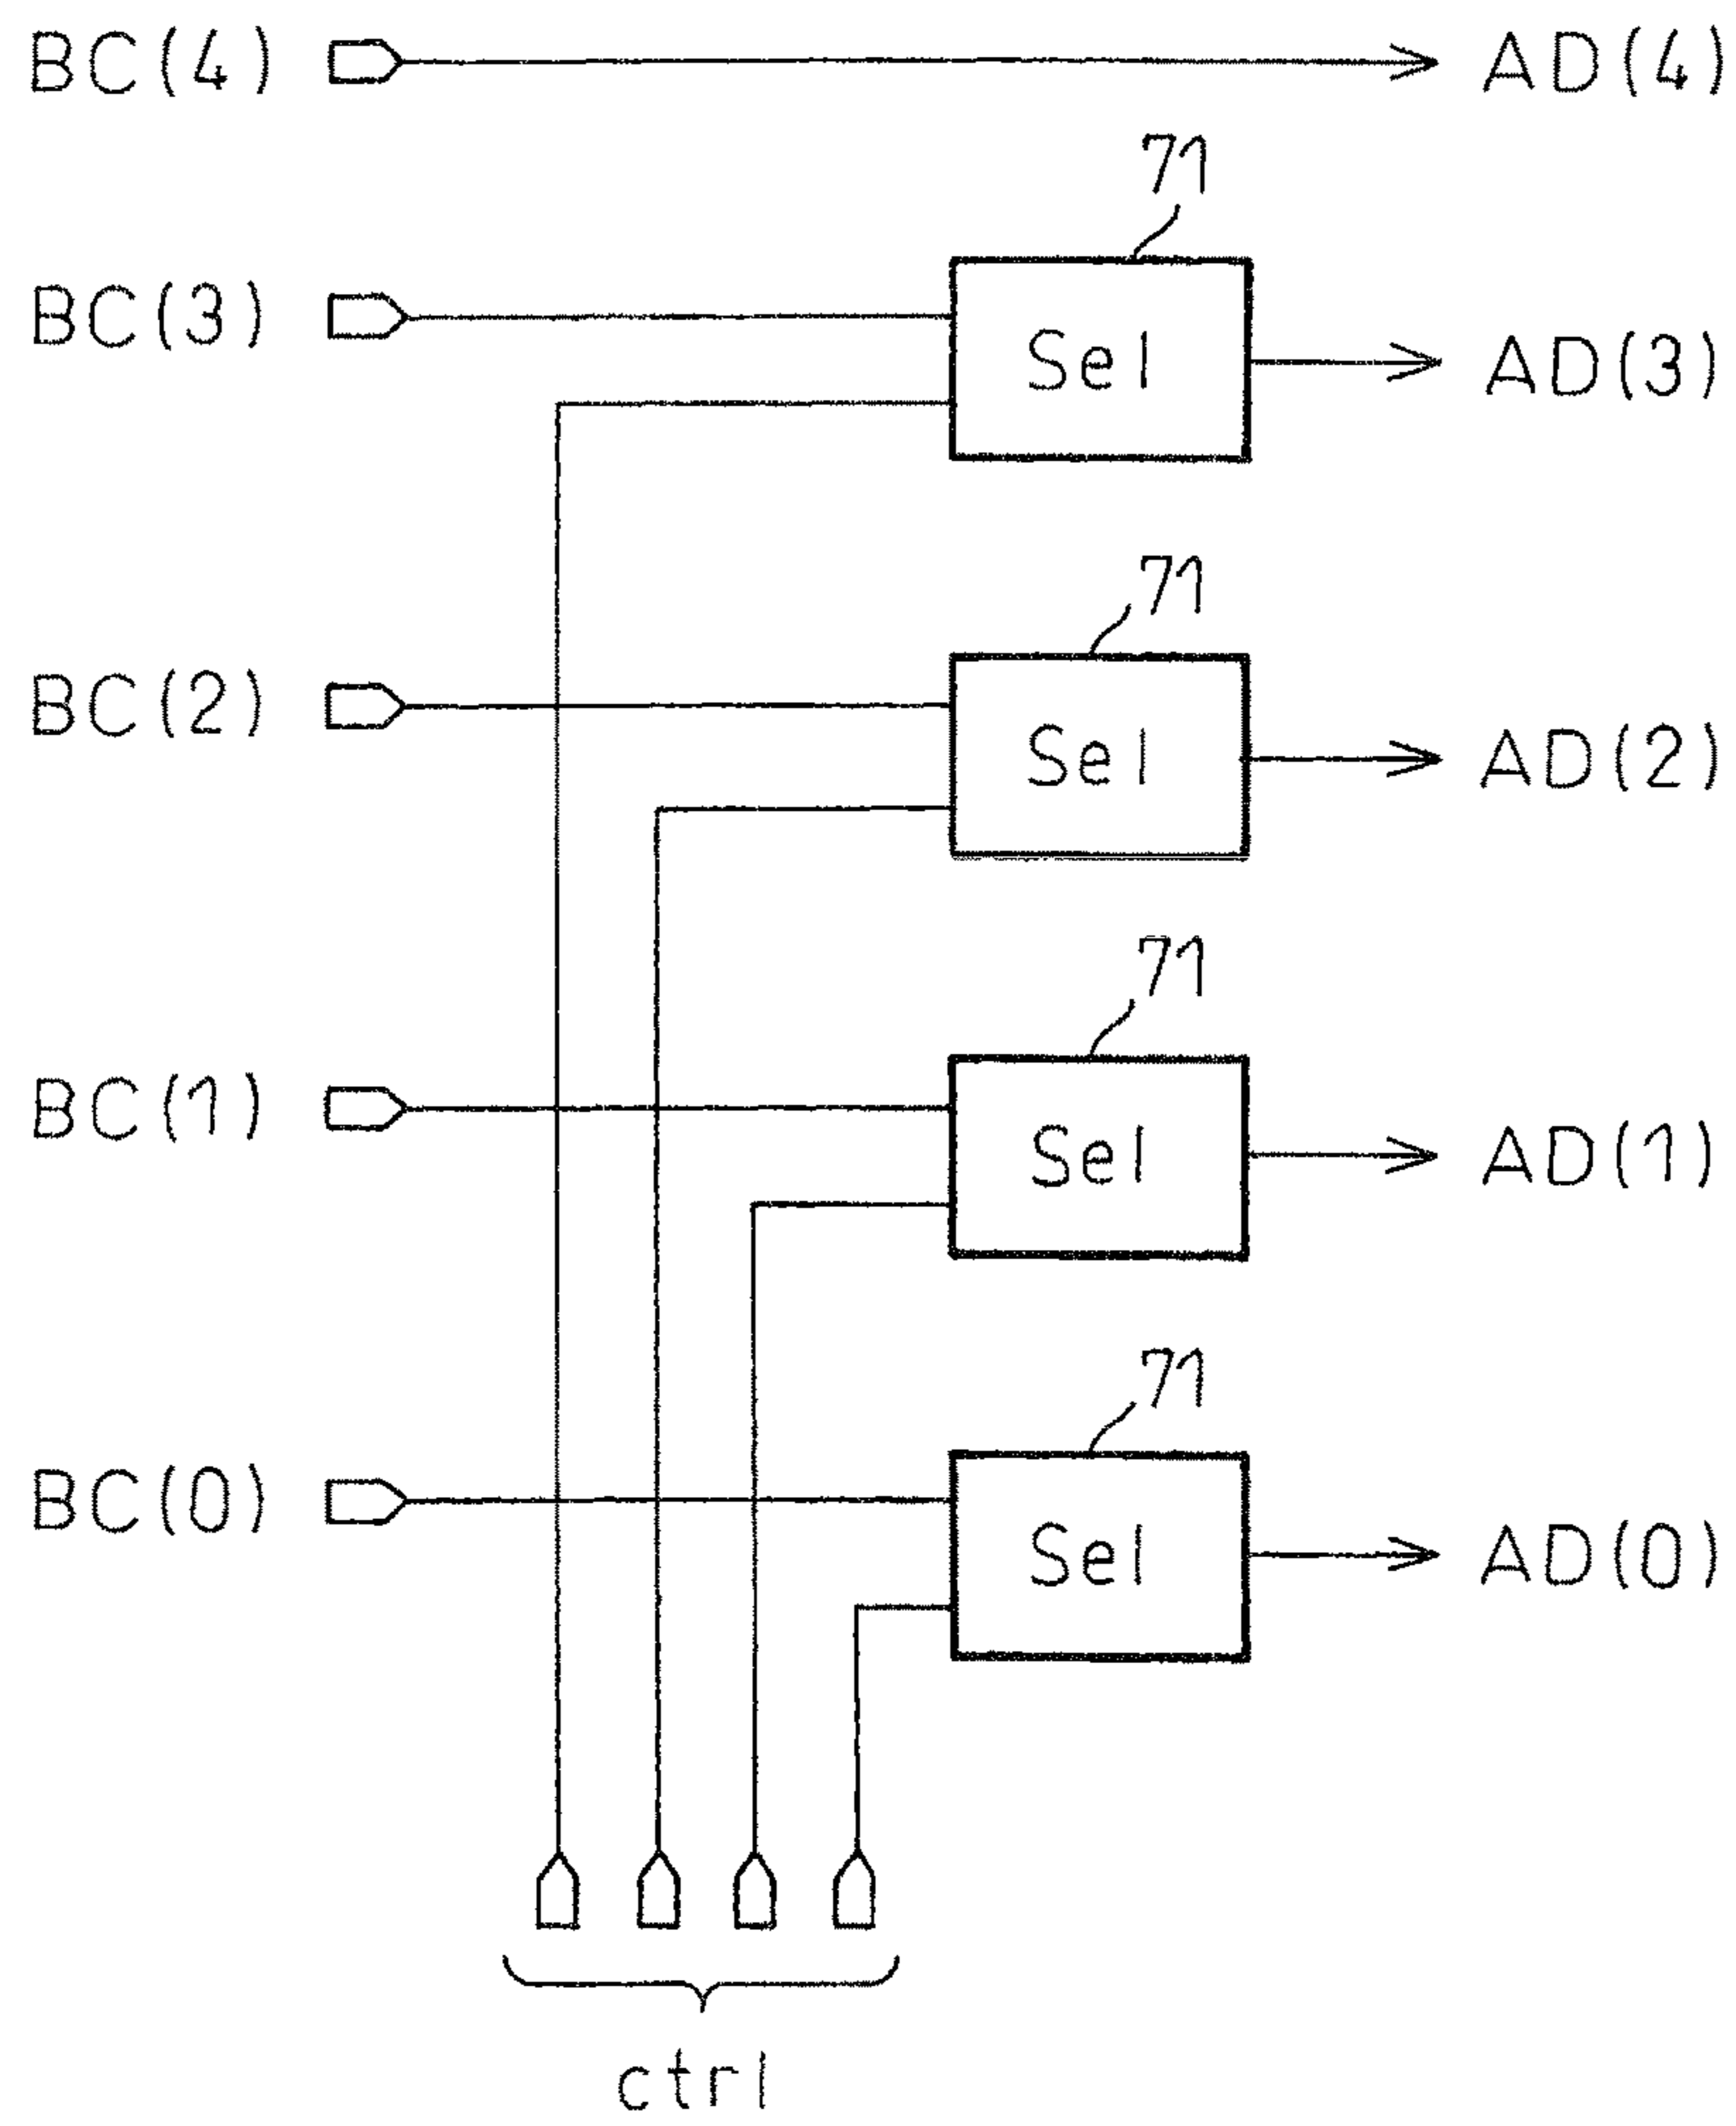 BC(4) AD(4)
71
BC(3) Sel AD(3)
71
BC(2) Sel AD(2)
71
BC(1) Sel AD(1)
71
BC(0) Sel AD(0)
ctrl